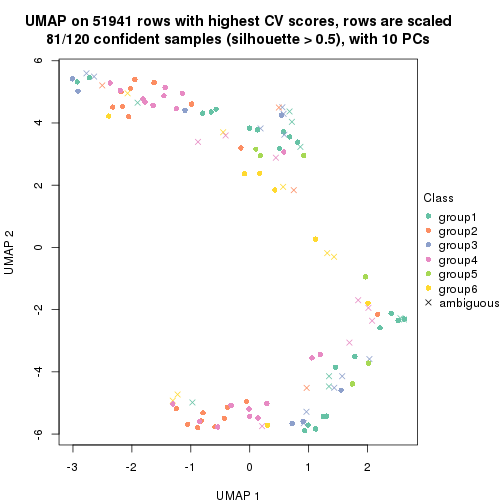 UMAP on 51941 rows with highest CV scores, rows are scaled
81/120 confident samples (silhouette > 0.5), with 10 PCs
6
4
2
0
-2
-4
-6
UMAP 2
-3
-2
-1
0
1
2
UMAP 1
Class
group1
group2
group3
group4
group5
group6
ambiguous